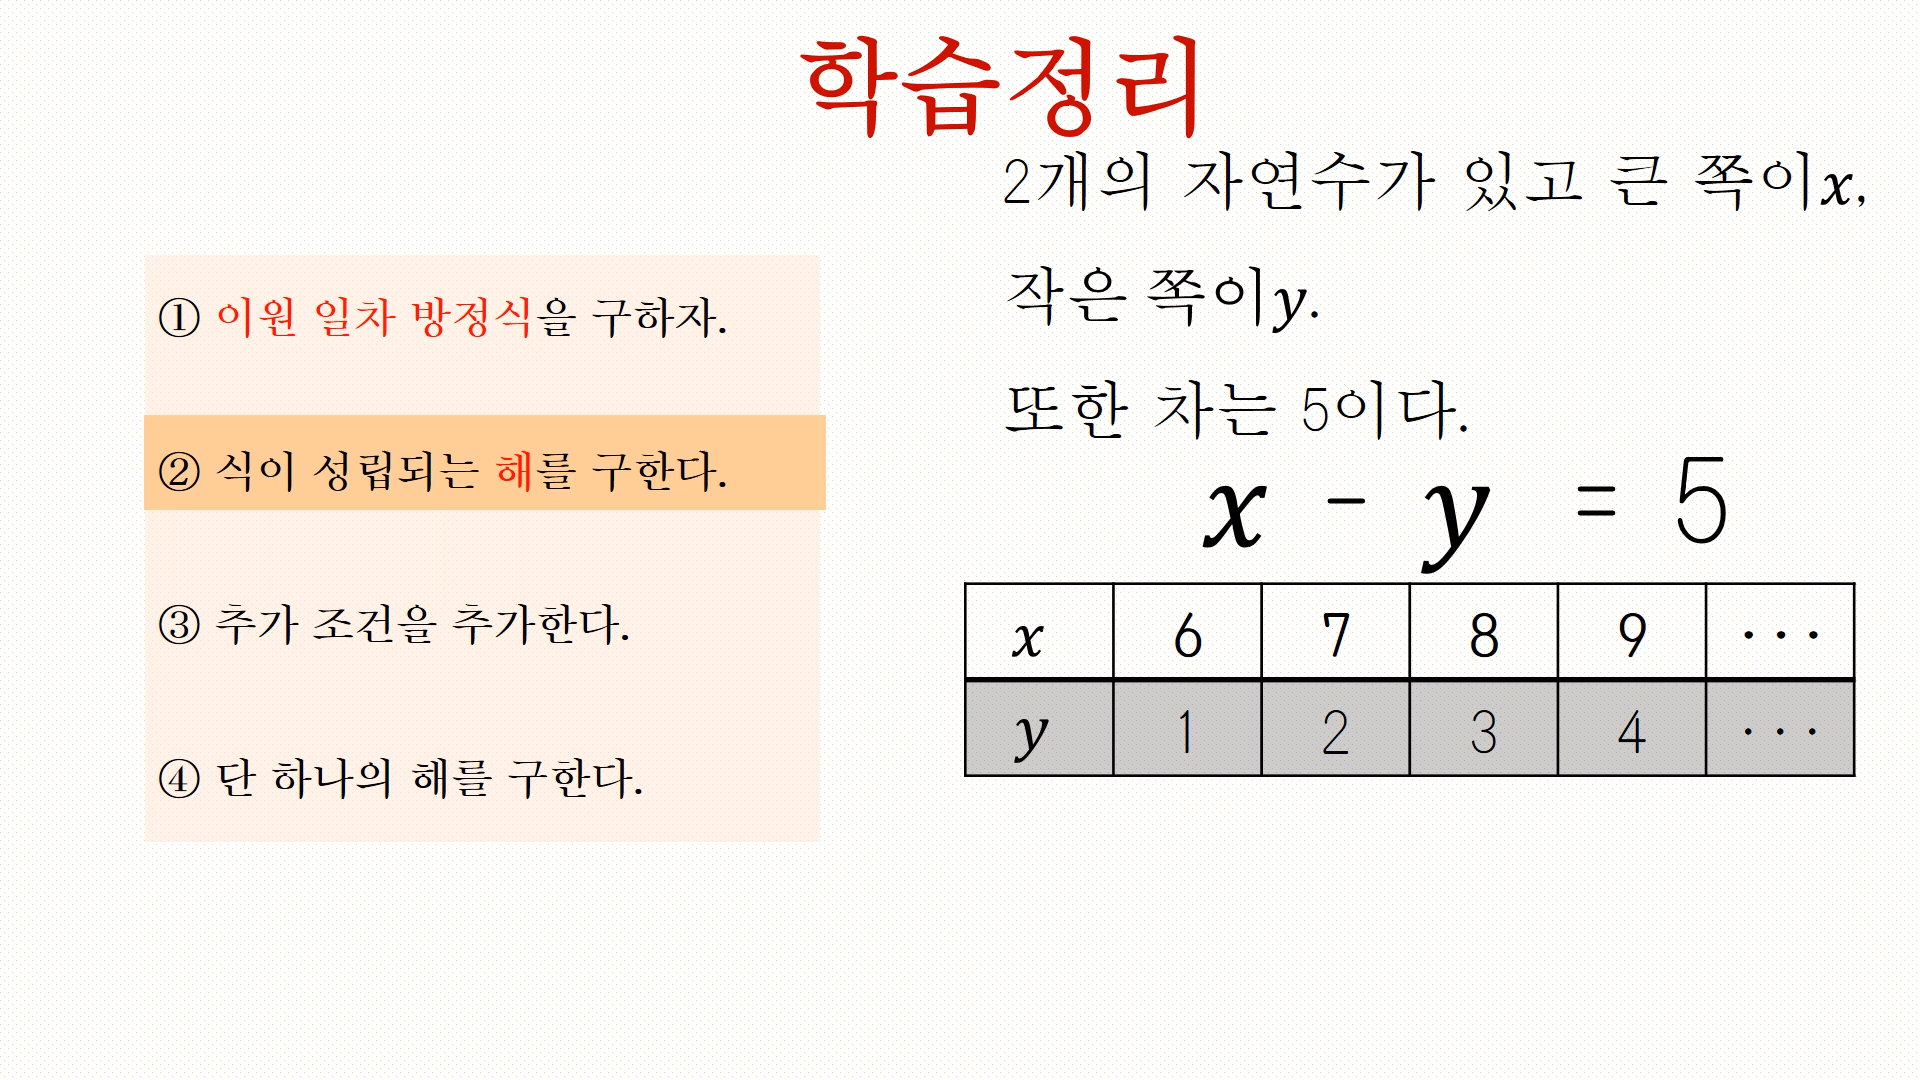 학습정리
① 이원 일차 방정식을 구하자.
② 식이 성립되는 해를 구한다.
③ 추가 조건을 추가한다.
④ 단 하나의 해를 구한다.
2개의 자연수가 있고 큰 쪽이x,
작은 쪽이y.
또한 차는 5이다.
x - y = 5
x 6 7 8 9 ···
y 1 2 3 4 ···